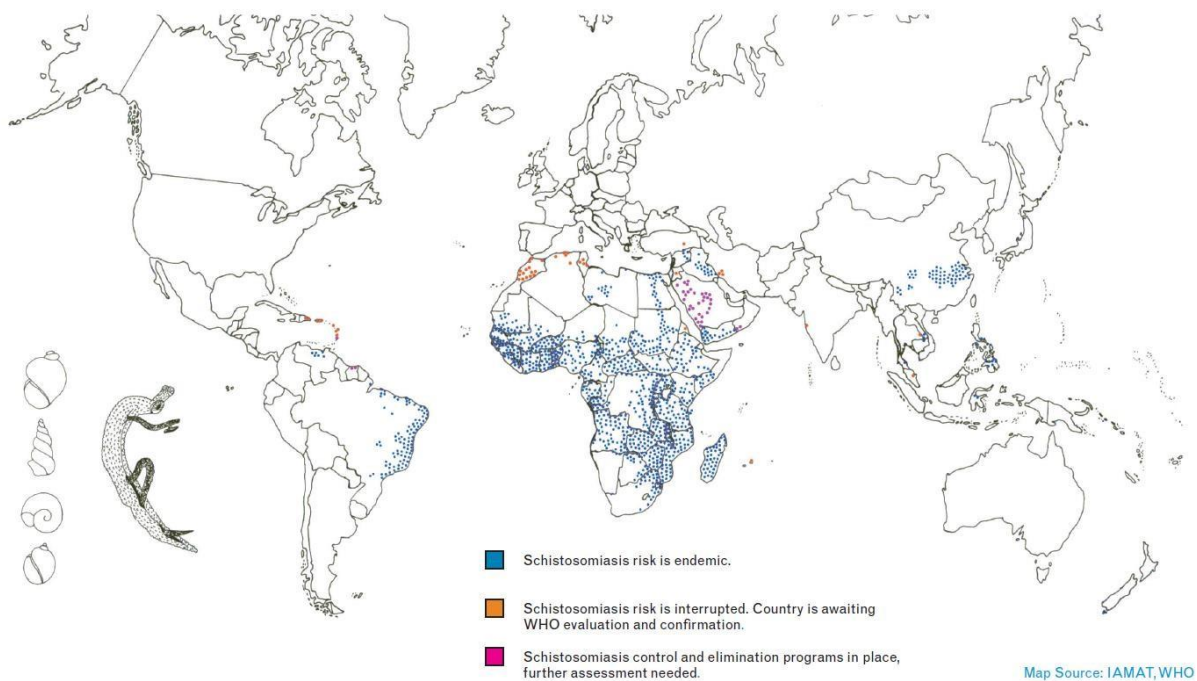 Schistosomiasis risk is endemic.
Schistosomiasis risk is interrupted. Country is awaiting
WHO evaluation and confirmation.
Schistosomiasis control and elimination programs in place,
further assessment needed.
Map Source: IAMAT, WHO